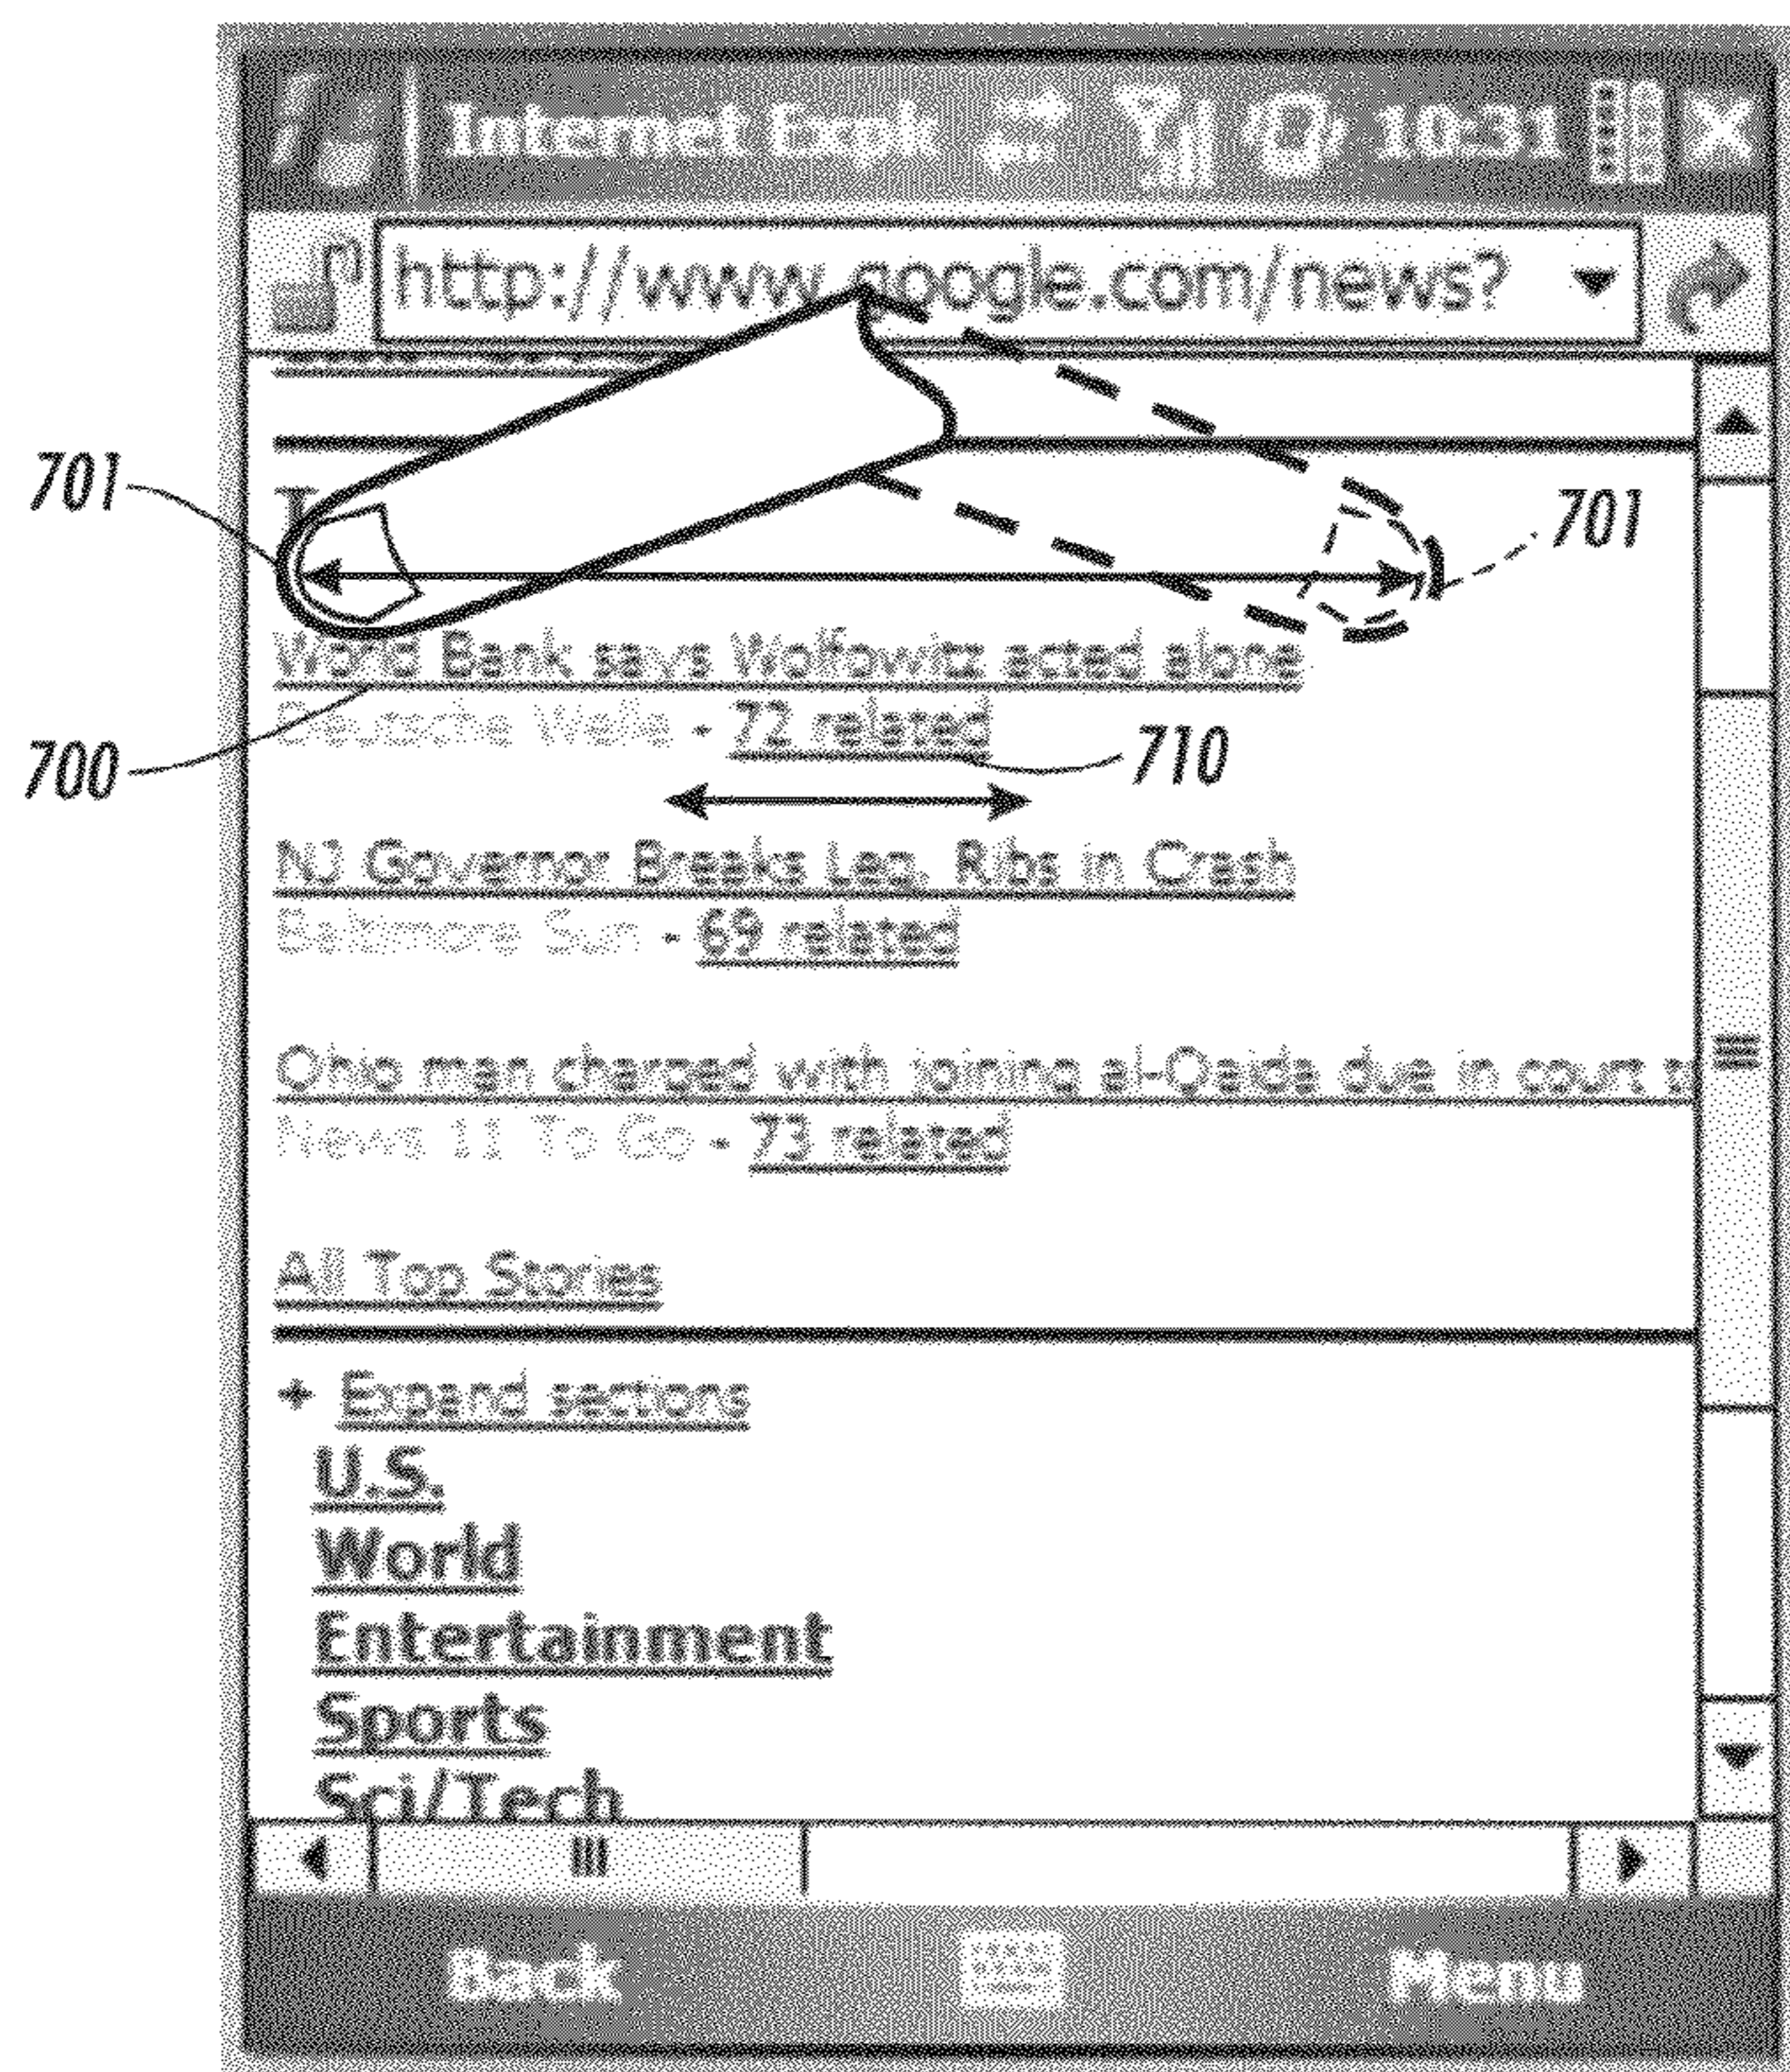 Internet Explo 10:31
http://www.google.com/news?
701
T
701
World Bank says Wolfowitz acted alone
Deutsche Welle - 72 related
700
710
NJ Governor Breaks Leg, Ribs in Crash
Baltimore Sun - 69 related
Ohio man charged with joining al-Qaida due in court
News 11 To Go - 73 related
All Top Stories
+ Expand sections
U.S.
World
Entertainment
Sports
Sci/Tech
Back Menu